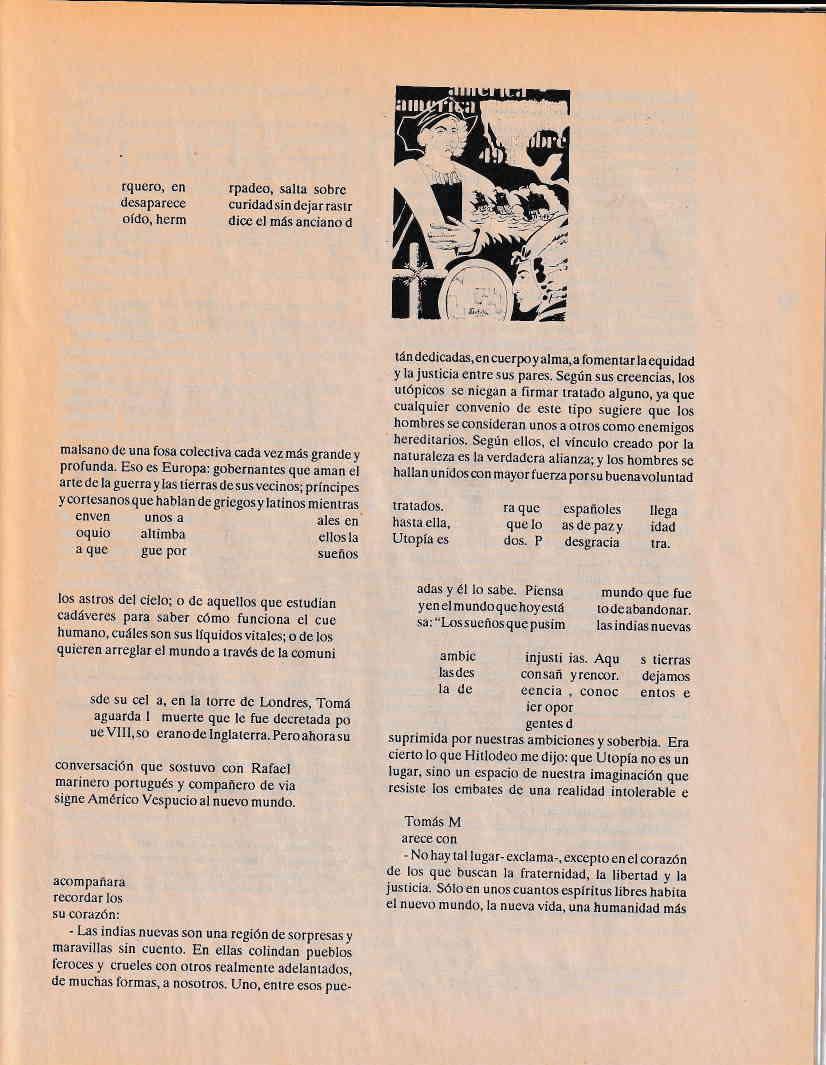 rquero, en rpadeo, salta sobre
desaparece curidad sin dejar rastr
oído, herm dice el más anciano d
malsano de una fosa colectiva cada vez más grande y
profunda. Eso es Europa: gobernantes que aman el
arte de la guerra y las tierras de sus vecinos; príncipes
y cortesanos que hablan de griegos y latinos mientras
enven unos a ales en
oquio altimba ellos la
a que gue por sueños
los astros del cielo; o de aquellos que estudian
cadáveres para saber cómo funciona el cue
humano, cuáles son sus líquidos vitales; o de los
quieren arreglar el mundo a través de la comuni
sde su cel a, en la torre de Londres, Tomá
aguarda l muerte que le fue decretada po
ue VIII, so erano de Inglaterra. Pero ahora su
conversación que sostuvo con Rafael
marinero portugués y compañero de via
signe Américo Vespucio al nuevo mundo.
acompañara
recordar los
su corazón:
- Las indias nuevas son una región de sorpresas y
maravillas sin cuento. En ellas colindan pueblos
feroces y crueles con otros realmente adelantados,
de muchas formas, a nosotros. Uno, entre esos pue-
america
america
bre
49
tán dedicadas, en cuerpo y alma, a fomentar la equidad
y la justicia entre sus pares. Según sus creencias, los
utópicos se niegan a firmar tratado alguno, ya que
cualquier convenio de este tipo sugiere que los
hombres se consideran unos a otros como enemigos
hereditarios. Según ellos, el vínculo creado por la
naturaleza es la verdadera alianza; y los hombres se
hallan unidos con mayor fuerza por su buena voluntad
tratados. ra que españoles llega
hasta ella, que lo as de paz y idad
Utopía es dos. P desgracia tra.
adas y él lo sabe. Piensa mundo que fue
y en el mundo que hoy está to de abandonar.
sa: "Los sueños que pusim las indias nuevas
ambic injusti ias. Aqu s tierras
las des con sañ y rencor. dejamos
la de eencia , conoc entos e
ier opor
gentes d
suprimida por nuestras ambiciones y soberbia. Era
cierto lo que Hitlodeo me dijo: que Utopía no es un
lugar, sino un espacio de nuestra imaginación que
resiste los embates de una realidad intolerable e
Tomás M
arece con
- No hay tal lugar- exclama-, excepto en el corazón
de los que buscan la fraternidad, la libertad y la
justicia. Sólo en unos cuantos espíritus libres habita
el nuevo mundo, la nueva vida, una humanidad más